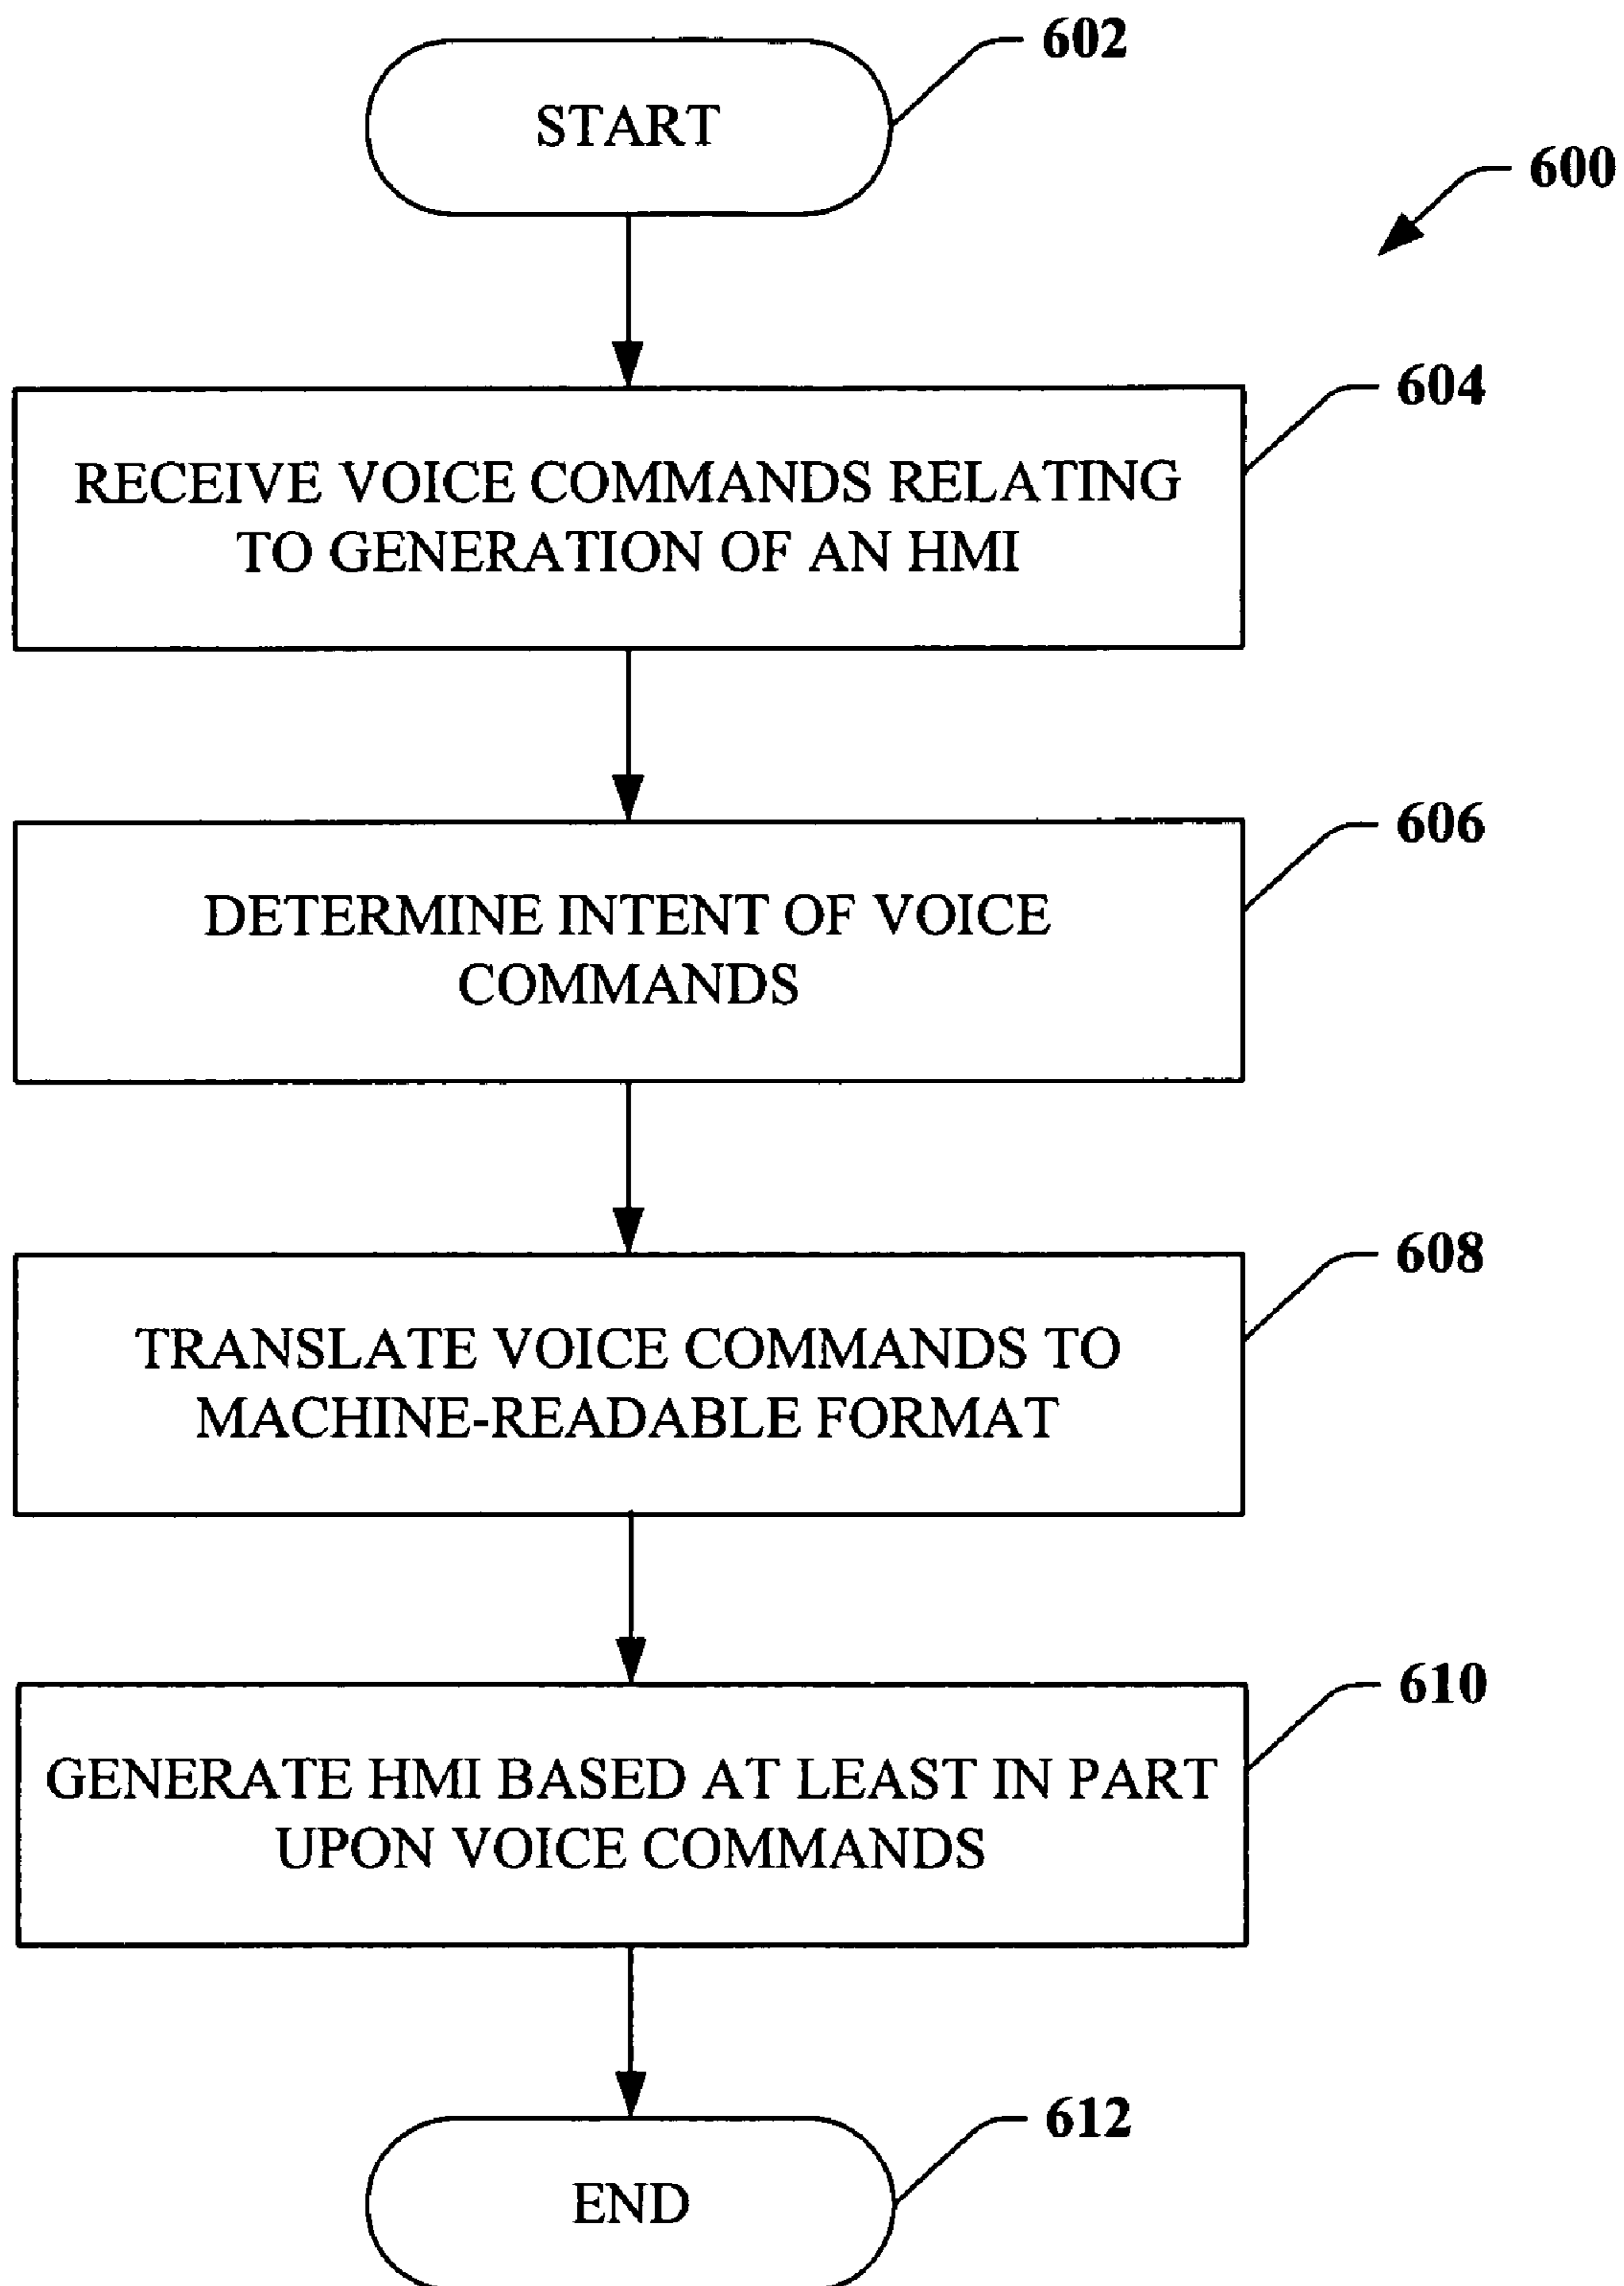 602
START
600
604
RECEIVE VOICE COMMANDS RELATING
TO GENERATION OF AN HMI
606
DETERMINE INTENT OF VOICE
COMMANDS
608
TRANSLATE VOICE COMMANDS TO
MACHINE-READABLE FORMAT
610
GENERATE HMI BASED AT LEAST IN PART
UPON VOICE COMMANDS
612
END